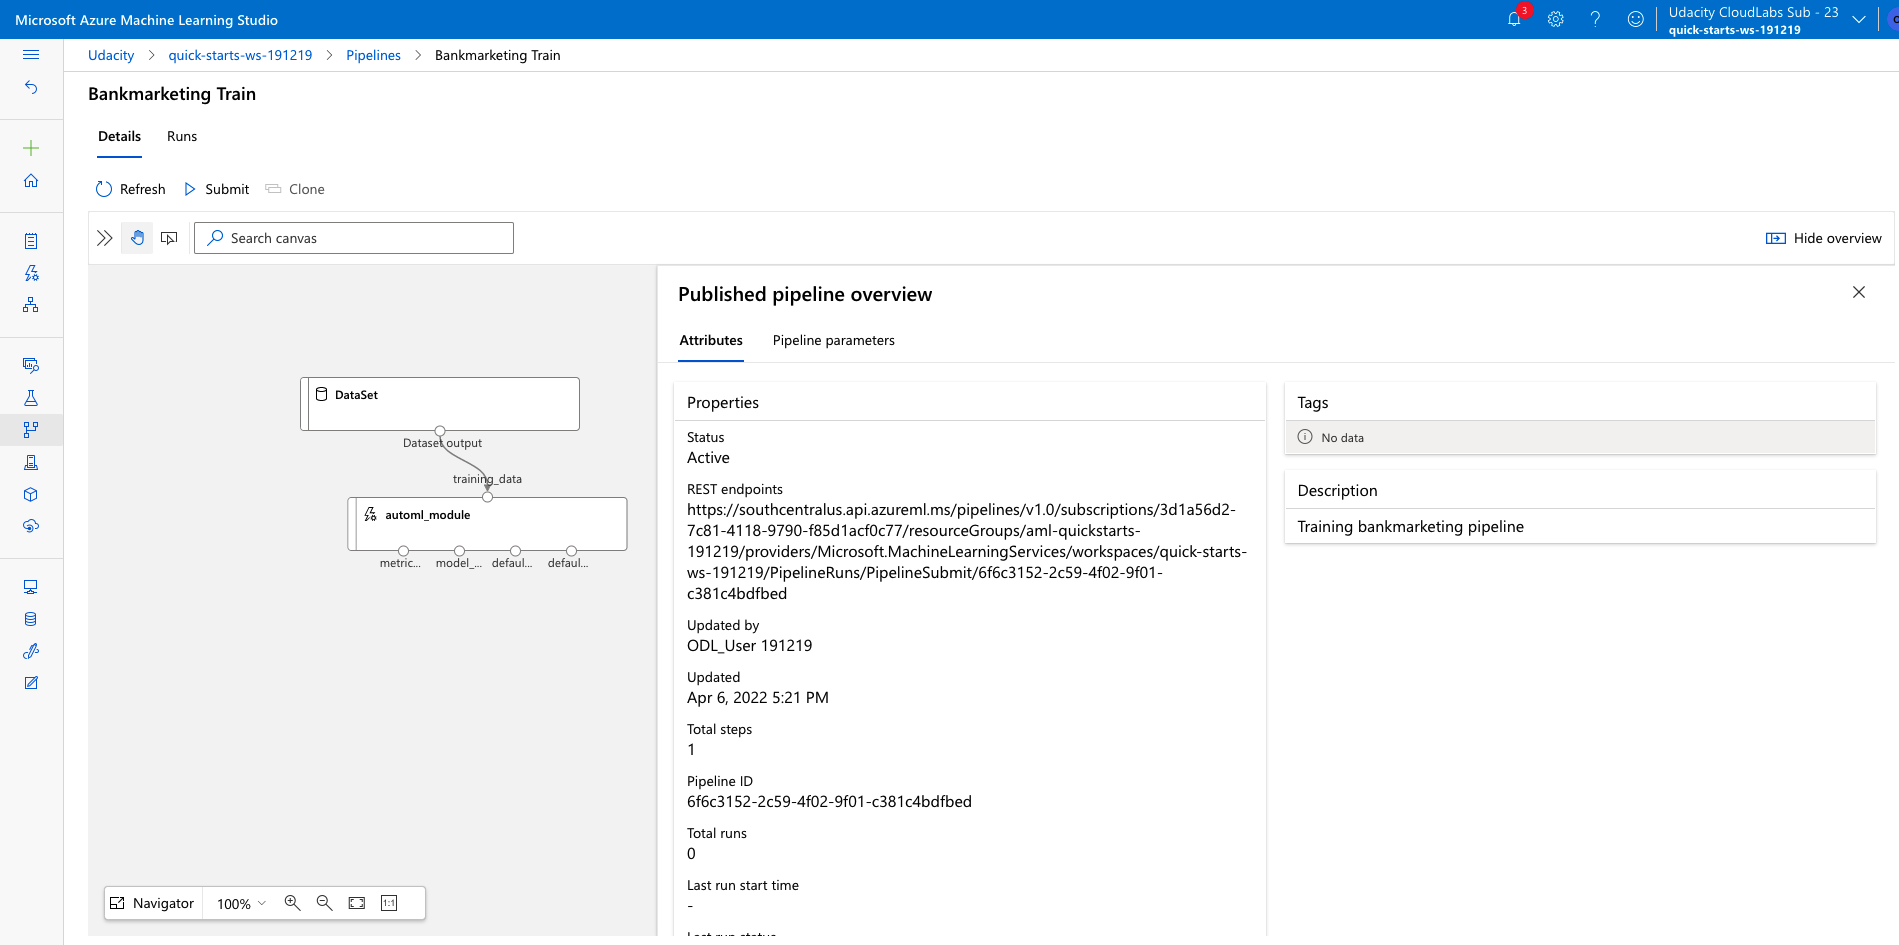 Microsoft Azure Machine Learning Studio
3
Udacity CloudLabs Sub - 23
quick-starts-ws-191219
Udacity > quick-starts-ws-191219 > Pipelines > Bankmarketing Train
Bankmarketing Train
Details Runs
Refresh Submit Clone
Search canvas
Hide overview
DataSet
Dataset output
training_data
automl_module
metric... model_... defaul... defaul...
Navigator 100% 1:1
Published pipeline overview
Attributes Pipeline parameters
Properties
Status
Active
REST endpoints
https://southcentralus.api.azureml.ms/pipelines/v1.0/subscriptions/3d1a56d2-
7c81-4118-9790-f85d1acf0c77/resourceGroups/aml-quickstarts-
191219/providers/Microsoft.MachineLearningServices/workspaces/quick-starts-
ws-191219/PipelineRuns/PipelineSubmit/6f6c3152-2c59-4f02-9f01-
c381c4bdfbed
Updated by
ODL_User 191219
Updated
Apr 6, 2022 5:21 PM
Total steps
1
Pipeline ID
6f6c3152-2c59-4f02-9f01-c381c4bdfbed
Total runs
0
Last run start time
-
Last run status
Tags
No data
Description
Training bankmarketing pipeline